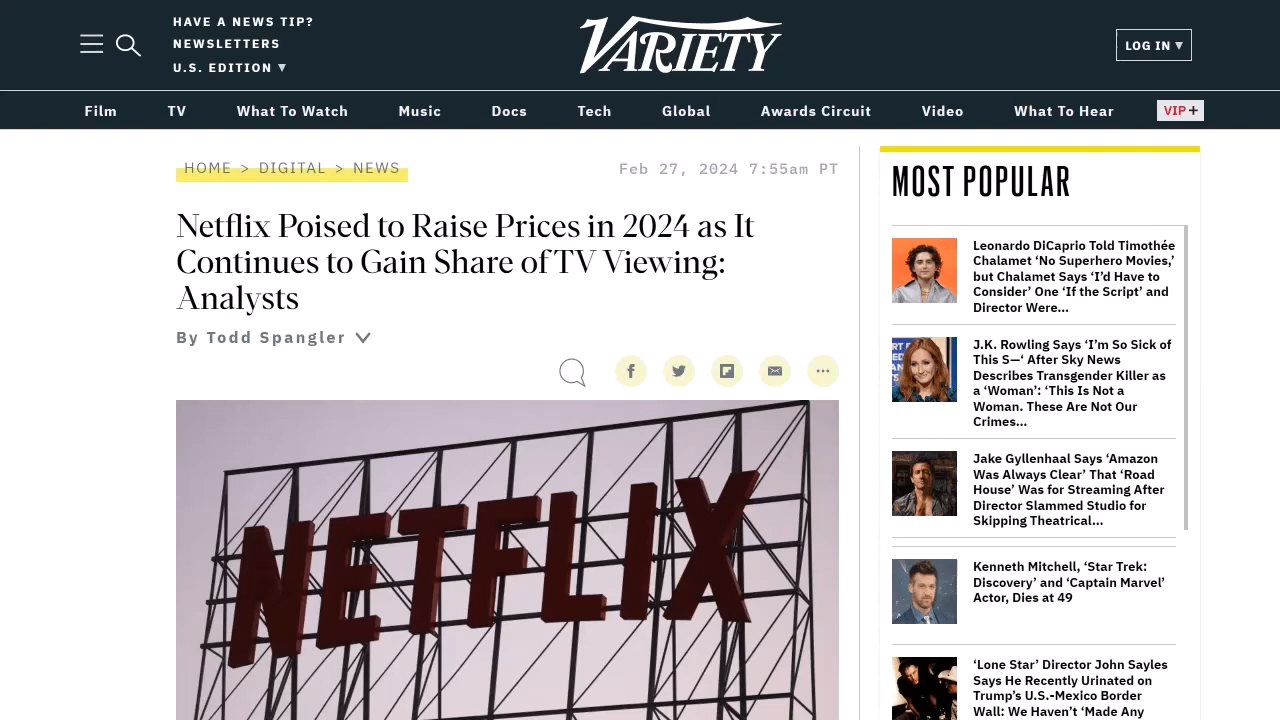 HAVE A NEWS TIP?
NEWSLETTERS
U.S. EDITION
VARIETY
LOG IN
Film TV What To Watch Music Docs Tech Global Awards Circuit Video What To Hear VIP+
HOME > DIGITAL > NEWS
Feb 27, 2024 7:55am PT
Netflix Poised to Raise Prices in 2024 as It
Continues to Gain Share of TV Viewing:
Analysts
By Todd Spangler
NETFLIX
MOST POPULAR
Leonardo DiCaprio Told Timothée
Chalamet ‘No Superhero Movies,’
but Chalamet Says ‘I’d Have to
Consider’ One ‘If the Script’ and
Director Were...
J.K. Rowling Says ‘I’m So Sick of
This S—‘ After Sky News
Describes Transgender Killer as
a ‘Woman’: ‘This Is Not a
Woman. These Are Not Our
Crimes...
Jake Gyllenhaal Says ‘Amazon
Was Always Clear’ That ‘Road
House’ Was for Streaming After
Director Slammed Studio for
Skipping Theatrical...
Kenneth Mitchell, ‘Star Trek:
Discovery’ and ‘Captain Marvel’
Actor, Dies at 49
‘Lone Star’ Director John Sayles
Says He Recently Urinated on
Trump’s U.S.-Mexico Border
Wall: We Haven’t ‘Made Any